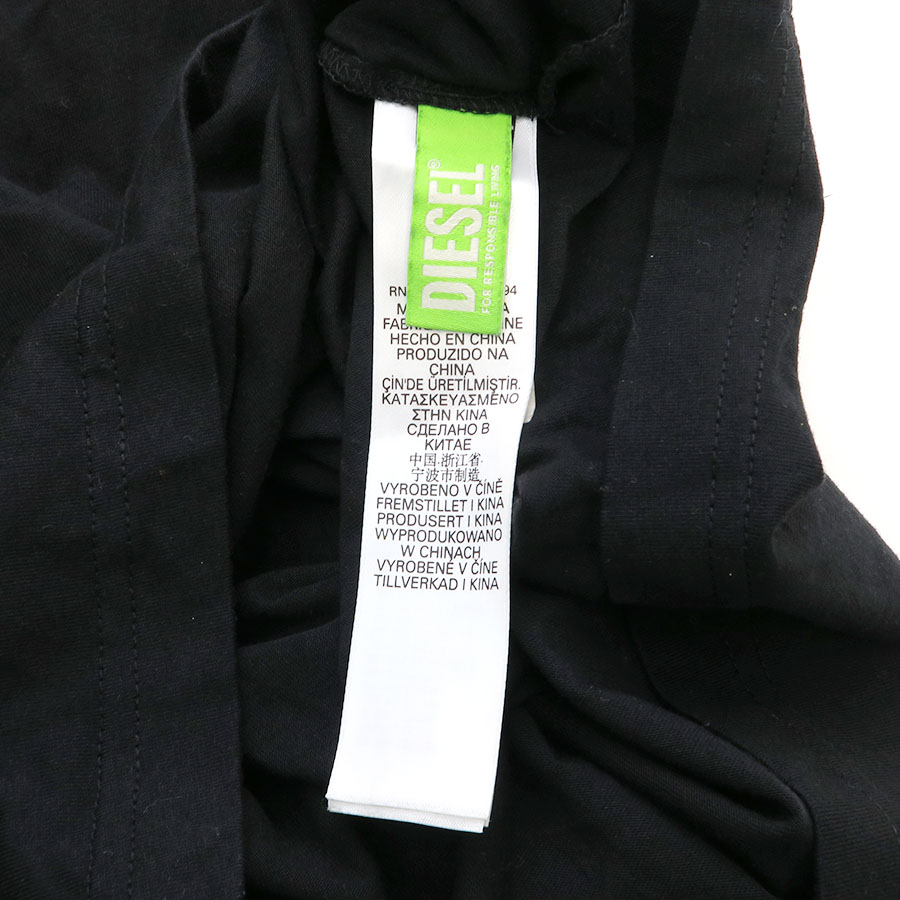 DIESEL®
FOR RESPONSIBLE LIVING
RN 94
HECHO EN CHINA
PRODUZIDO NA
CHINA
ÇİN'DE ÜRETİLMİŞTİR.
ΚΑΤΑΣΚΕΥΑΣΜΕΝΟ
ΣΤΗΝ ΚΙΝΑ
СДЕЛАНО В
КИТАЕ
中国·浙江省·
宁波市制造
VYROBENO V ČÍNĚ
FREMSTILLET I KINA
PRODUSERT I KINA
WYPRODUKOWANO
W CHINACH
VYROBENÉ V ČÍNE
TILLVERKAD I KINA